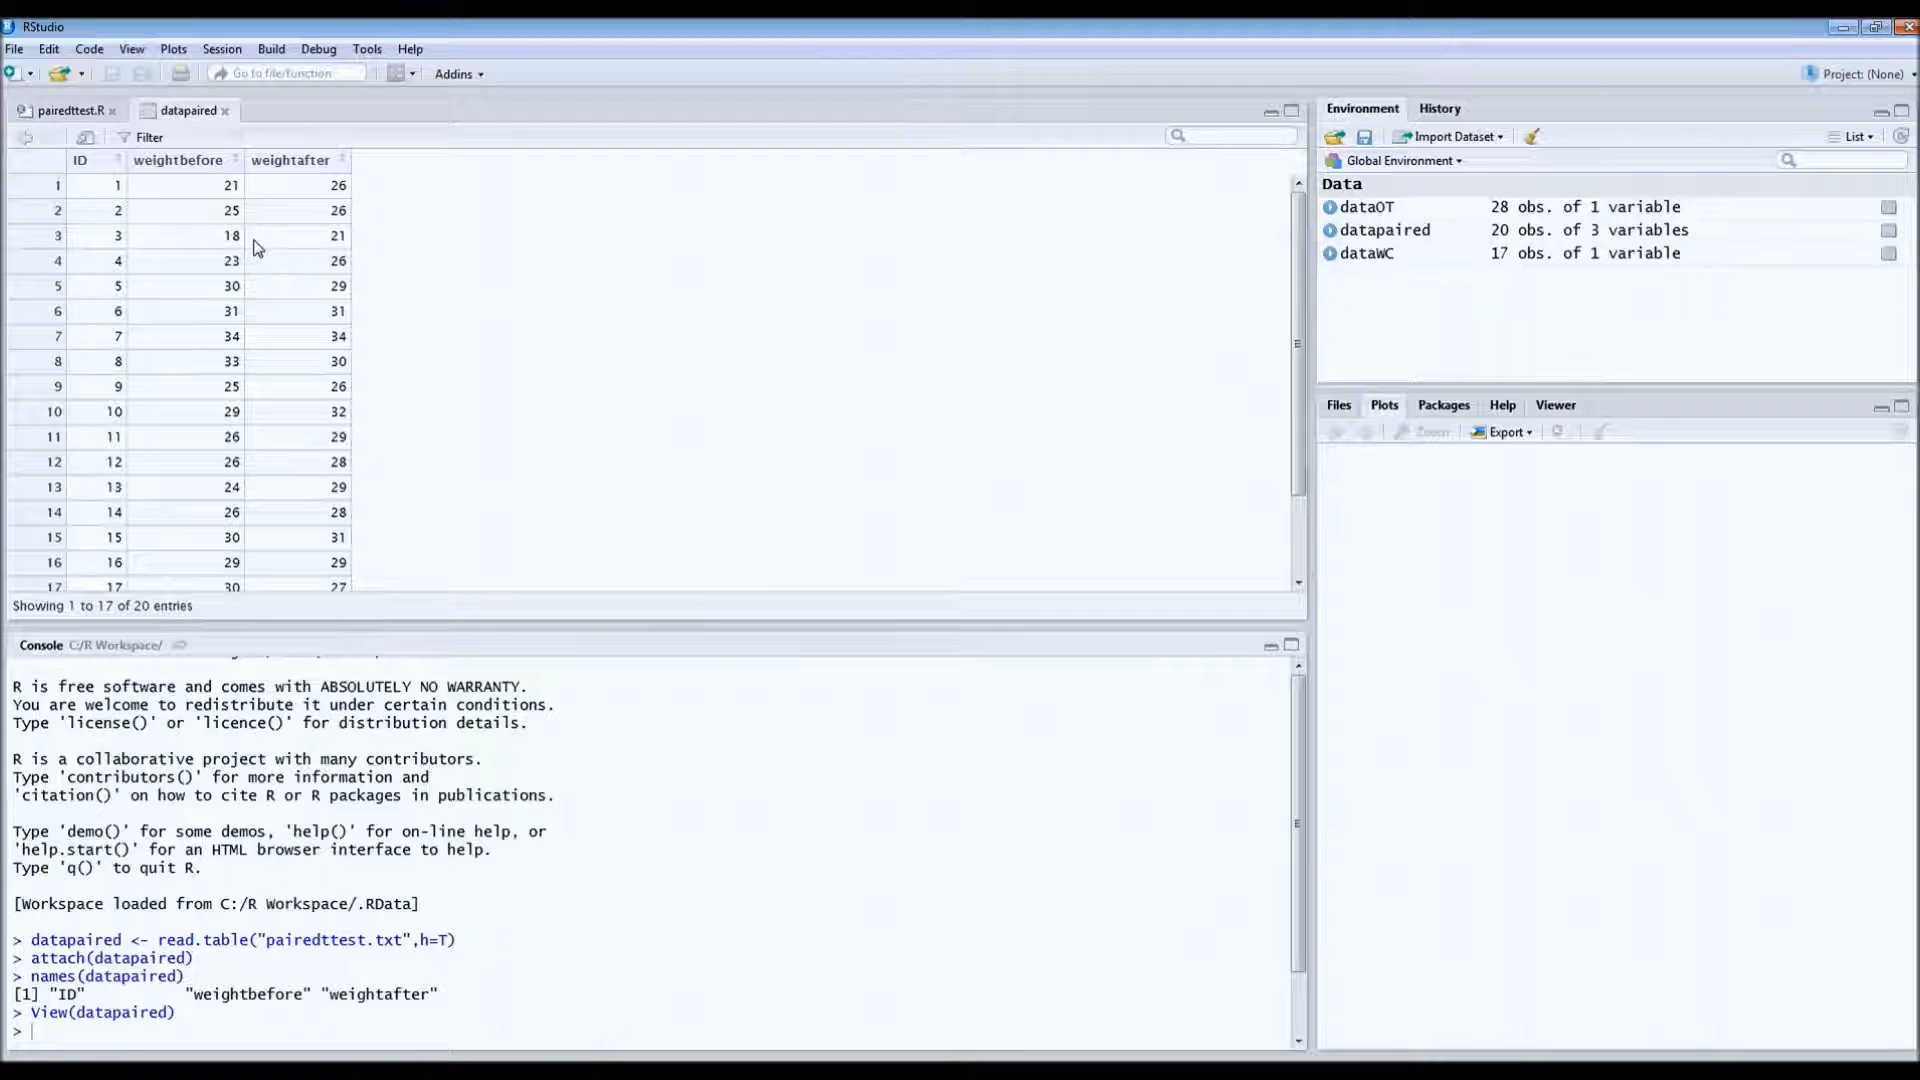 RStudio
File Edit Code View Plots Session Build Debug Tools Help
Go to file/function Addins Project: (None)
pairedttest.R datapaired
Filter
ID weightbefore weightafter
1 1 21 26
2 2 25 26
3 3 18 21
4 4 23 26
5 5 30 29
6 6 31 31
7 7 34 34
8 8 33 30
9 9 25 26
10 10 29 32
11 11 26 29
12 12 26 28
13 13 24 29
14 14 26 28
15 15 30 31
16 16 29 29
17 17 30 27
Showing 1 to 17 of 20 entries
Console C:/R Workspace/
R is free software and comes with ABSOLUTELY NO WARRANTY.
You are welcome to redistribute it under certain conditions.
Type 'license()' or 'licence()' for distribution details.
R is a collaborative project with many contributors.
Type 'contributors()' for more information and
'citation()' on how to cite R or R packages in publications.
Type 'demo()' for some demos, 'help()' for on-line help, or
'help.start()' for an HTML browser interface to help.
Type 'q()' to quit R.
[Workspace loaded from C:/R Workspace/.RData]
> datapaired <- read.table("pairedttest.txt",h=T)
> attach(datapaired)
> names(datapaired)
[1] "ID" "weightbefore" "weightafter"
> View(datapaired)
>
Environment History
Import Dataset List
Global Environment
Data
dataOT 28 obs. of 1 variable
datapaired 20 obs. of 3 variables
dataWC 17 obs. of 1 variable
Files Plots Packages Help Viewer
Zoom Export